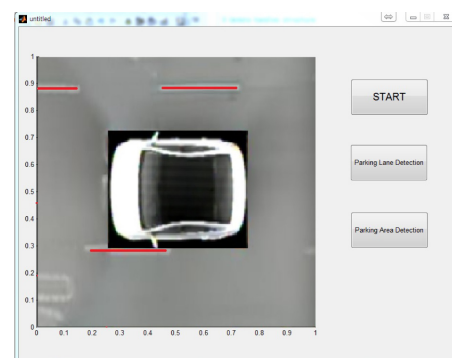 untitled
START
Parking Lane Detection
Parking Area Detection
1
0.9
0.8
0.7
0.6
0.5
0.4
0.3
0.2
0.1
0
0 0.1 0.2 0.3 0.4 0.5 0.6 0.7 0.8 0.9 1